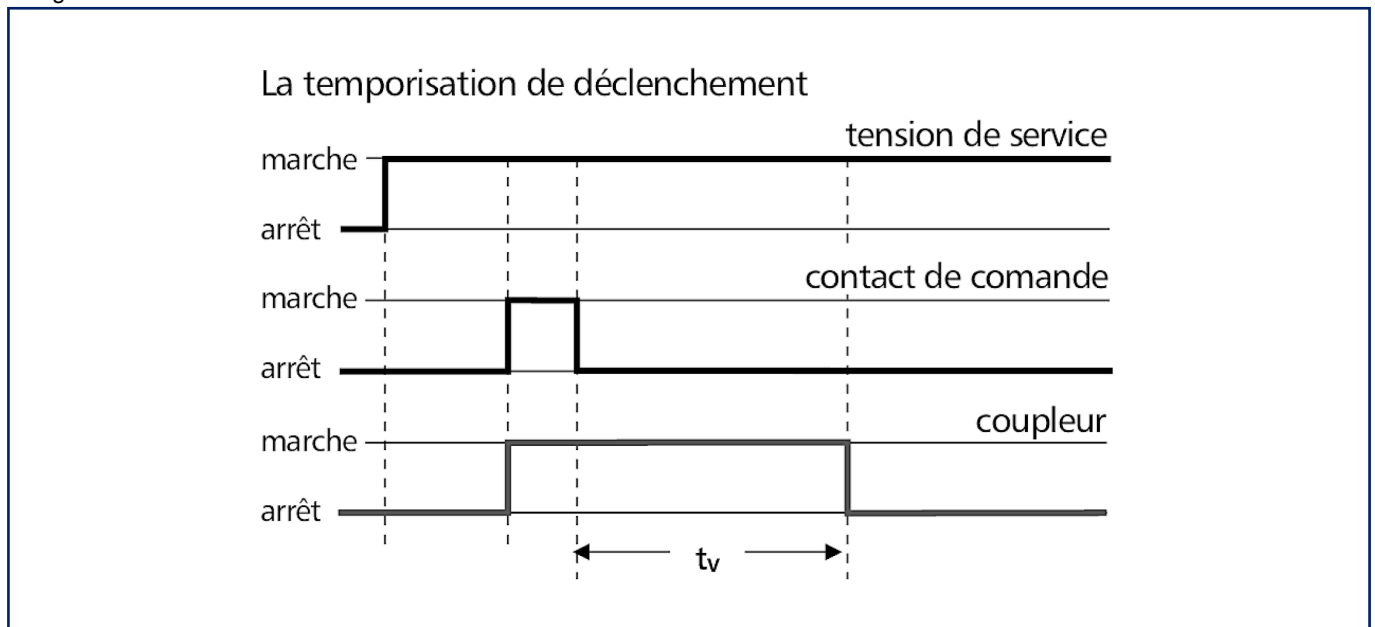 La temporisation de déclenchement
tension de service
marche
arrêt
contact de comande
marche
arrêt
coupleur
marche
arrêt
tv